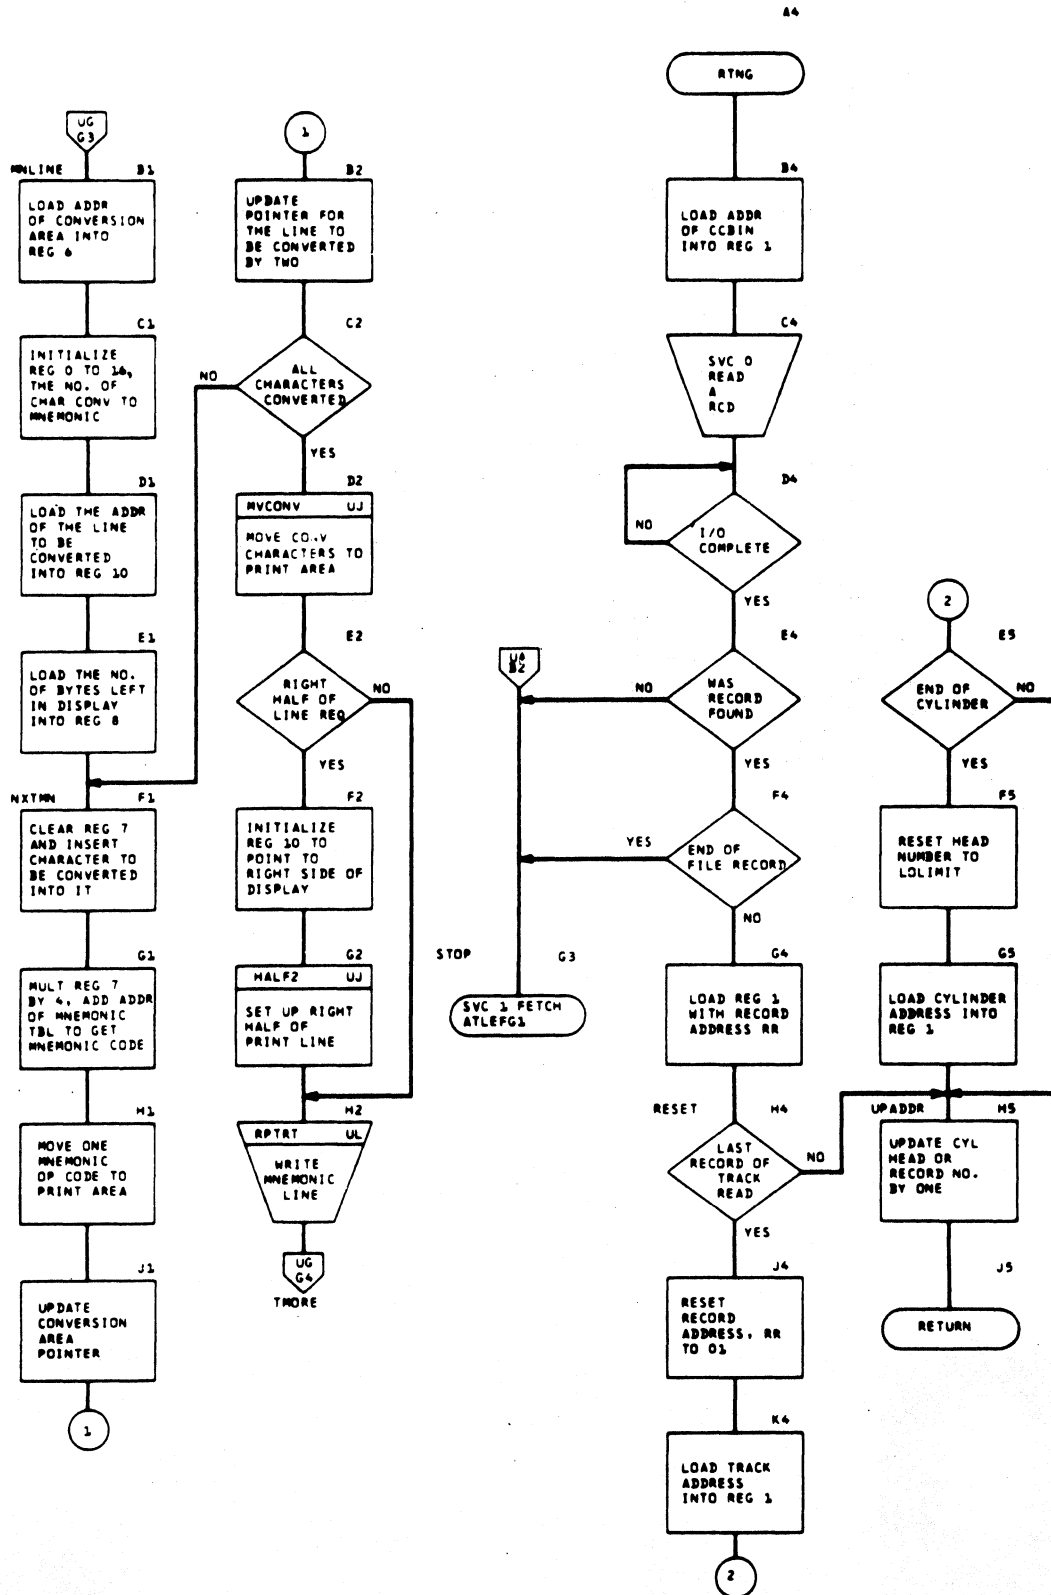 A4
RTNG
UG
G3
1
MNLINE
B1
LOAD ADDR
OF CONVERSION
AREA INTO
REG 6
C1
INITIALIZE
REG 0 TO 16,
THE NO. OF
CHAR CONV TO
MNEMONIC
D1
LOAD THE ADDR
OF THE LINE
TO BE
CONVERTED
INTO REG 10
E1
LOAD THE NO.
OF BYTES LEFT
IN DISPLAY
INTO REG 8
NXTMN
F1
CLEAR REG 7
AND INSERT
CHARACTER TO
BE CONVERTED
INTO IT
G1
MULT REG 7
BY 4, ADD ADDR
OF MNEMONIC
TBL TO GET
MNEMONIC CODE
H1
MOVE ONE
MNEMONIC
OP CODE TO
PRINT AREA
J1
UPDATE
CONVERSION
AREA
POINTER
1
B2
UPDATE
POINTER FOR
THE LINE TO
BE CONVERTED
BY TWO
C2
NO
ALL
CHARACTERS
CONVERTED
YES
D2
MVCONV UJ
MOVE CONV
CHARACTERS TO
PRINT AREA
E2
RIGHT
HALF OF
LINE REQ
NO
YES
F2
INITIALIZE
REG 10 TO
POINT TO
RIGHT SIDE OF
DISPLAY
G2
HALF2 UJ
SET UP RIGHT
HALF OF
PRINT LINE
H2
RPTRT UL
WRITE
MNEMONIC
LINE
UG
G4
TMORE
B4
LOAD ADDR
OF CCBIN
INTO REG 1
C4
SVC 0
READ
A
RCD
D4
NO
I/O
COMPLETE
YES
E4
UA
B2
NO
WAS
RECORD
FOUND
YES
F4
YES
END OF
FILE RECORD
NO
STOP
G3
SVC 1 FETCH
ATLEFG1
G4
LOAD REG 1
WITH RECORD
ADDRESS RR
RESET
H4
LAST
RECORD OF
TRACK
READ
NO
YES
J4
RESET
RECORD
ADDRESS, RR
TO 01
K4
LOAD TRACK
ADDRESS
INTO REG 1
2
2
E5
END OF
CYLINDER
NO
YES
F5
RESET HEAD
NUMBER TO
LOLIMIT
G5
LOAD CYLINDER
ADDRESS INTO
REG 1
UPADDR
H5
UPDATE CYL
HEAD OR
RECORD NO.
BY ONE
J5
RETURN